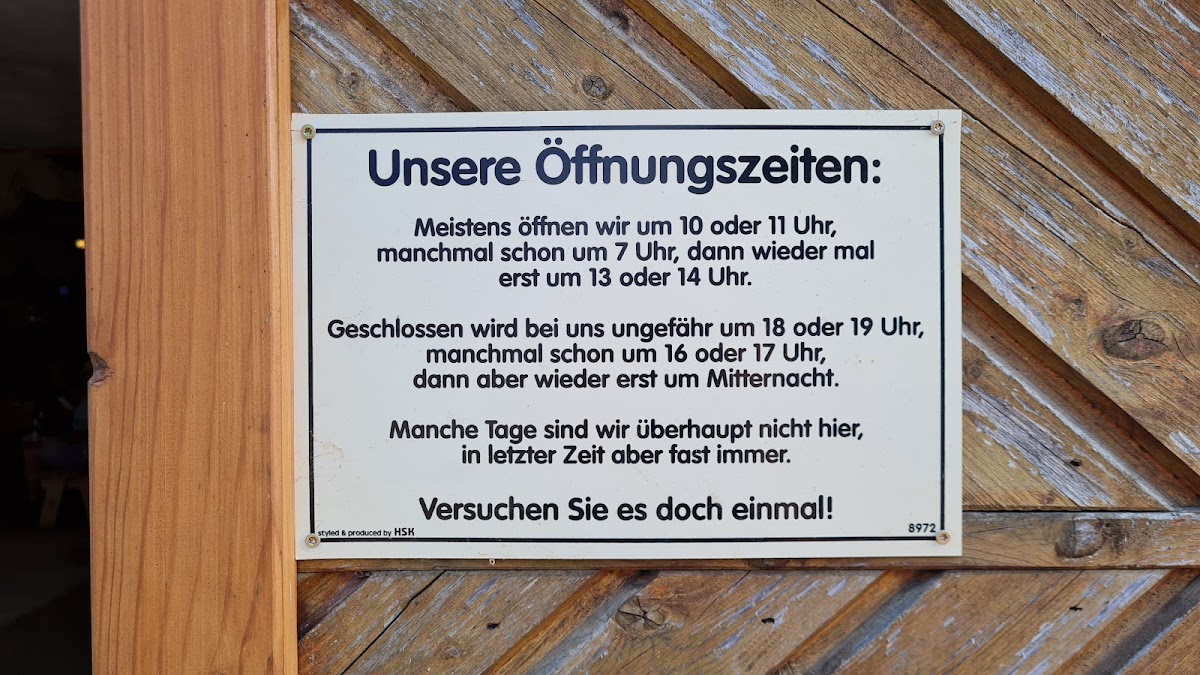 Unsere Öffnungszeiten:
Meistens öffnen wir um 10 oder 11 Uhr,
manchmal schon um 7 Uhr, dann wieder mal
erst um 13 oder 14 Uhr.
Geschlossen wird bei uns ungefähr um 18 oder 19 Uhr,
manchmal schon um 16 oder 17 Uhr,
dann aber wieder erst um Mitternacht.
Manche Tage sind wir überhaupt nicht hier,
in letzter Zeit aber fast immer.
Versuchen Sie es doch einmal!
styled & produced by HSK
8972